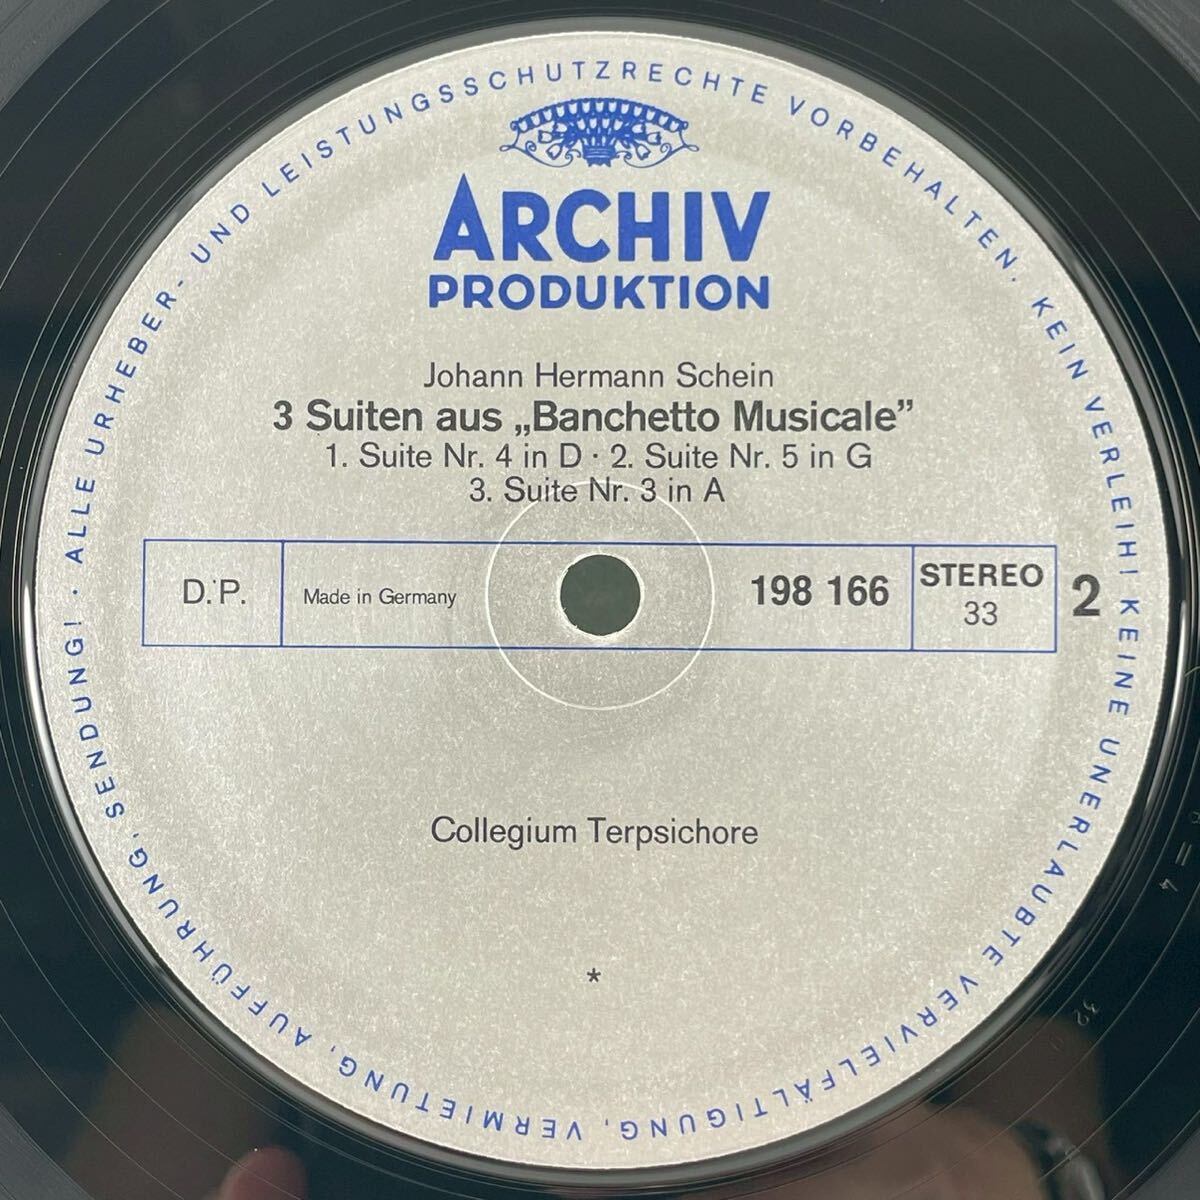 ALLE URHEBER- UND LEISTUNGSSCHUTZRECHTE VORBEHALTEN. KEIN VERLEIH! KEINE UNERLAUBTE VERVIELFÄLTIGUNG, VERMIETUNG, AUFFÜHRUNG, SENDUNG! ·
ARCHIV
PRODUKTION
Johann Hermann Schein
3 Suiten aus „Banchetto Musicale”
1. Suite Nr. 4 in D · 2. Suite Nr. 5 in G
3. Suite Nr. 3 in A
D.P.
Made in Germany
198 166
STEREO
33
2
Collegium Terpsichore
*
32